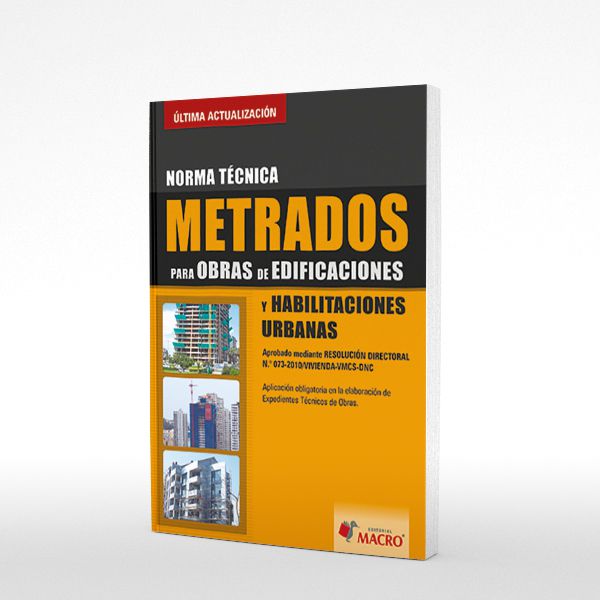 ÚLTIMA ACTUALIZACIÓN
NORMA TÉCNICA
METRADOS
PARA OBRAS DE EDIFICACIONES
Y HABILITACIONES
URBANAS
Aprobado mediante RESOLUCIÓN DIRECTORAL
N.° 073-2010/VIVIENDA-VMCS-DNC
Aplicación obligatoria en la elaboración de
Expedientes Técnicos de Obras.
EDITORIAL
MACRO®